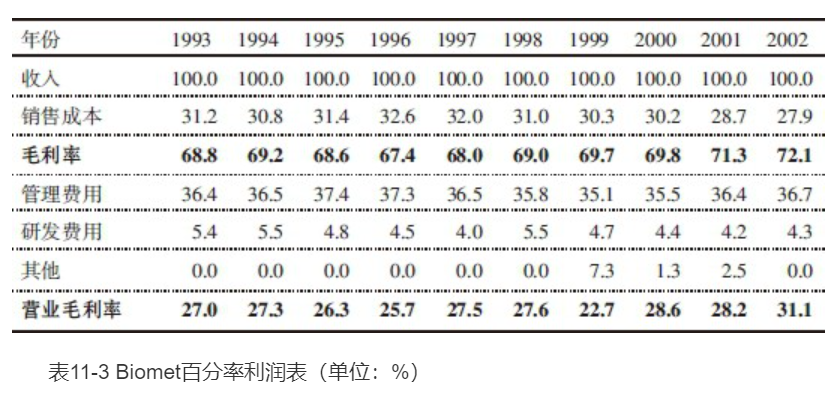 年份 1993 1994 1995 1996 1997 1998 1999 2000 2001 2002
收入 100.0 100.0 100.0 100.0 100.0 100.0 100.0 100.0 100.0 100.0
销售成本 31.2 30.8 31.4 32.6 32.0 31.0 30.3 30.2 28.7 27.9
毛利率 68.8 69.2 68.6 67.4 68.0 69.0 69.7 69.8 71.3 72.1
管理费用 36.4 36.5 37.4 37.3 36.5 35.8 35.1 35.5 36.4 36.7
研发费用 5.4 5.5 4.8 4.5 4.0 5.5 4.7 4.4 4.2 4.3
其他 0.0 0.0 0.0 0.0 0.0 0.0 7.3 1.3 2.5 0.0
营业毛利率 27.0 27.3 26.3 25.7 27.5 27.6 22.7 28.6 28.2 31.1
表11-3 Biomet百分率利润表（单位：%）